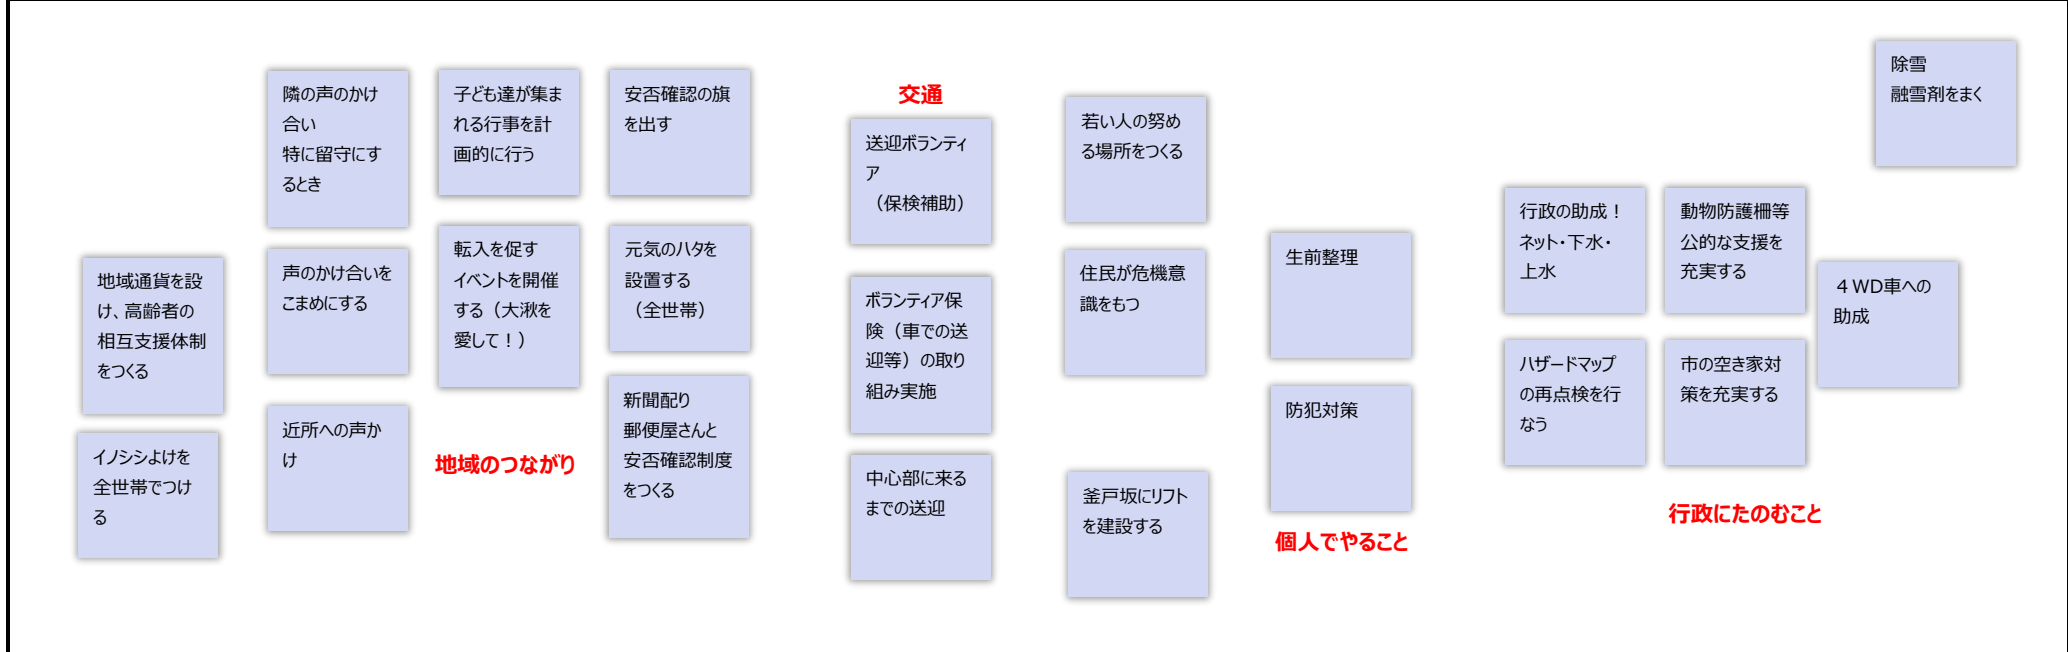 地域通貨を設
け、高齢者の
相互支援体制
をつくる
イノシシよけを
全世帯でつけ
る
隣の声のかけ
合い
特に留守にす
るとき
声のかけ合いを
こまめにする
近所への声か
け
子ども達が集ま
れる行事を計
画的に行う
転入を促す
イベントを開催
する（大湫を
愛して！）
地域のつながり
安否確認の旗
を出す
元気のハタを
設置する
（全世帯）
新聞配り
郵便屋さんと
安否確認制度
をつくる
交通
送迎ボランティ
ア
（保検補助）
ボランティア保
険（車での送
迎等）の取り
組み実施
中心部に来る
までの送迎
若い人の努め
る場所をつくる
住民が危機意
識をもつ
釜戸坂にリフト
を建設する
生前整理
防犯対策
個人でやること
行政の助成！
ネット・下水・
上水
ハザードマップ
の再点検を行
なう
動物防護柵等
公的な支援を
充実する
市の空き家対
策を充実する
行政にたのむこと
４WD車への
助成
除雪
融雪剤をまく